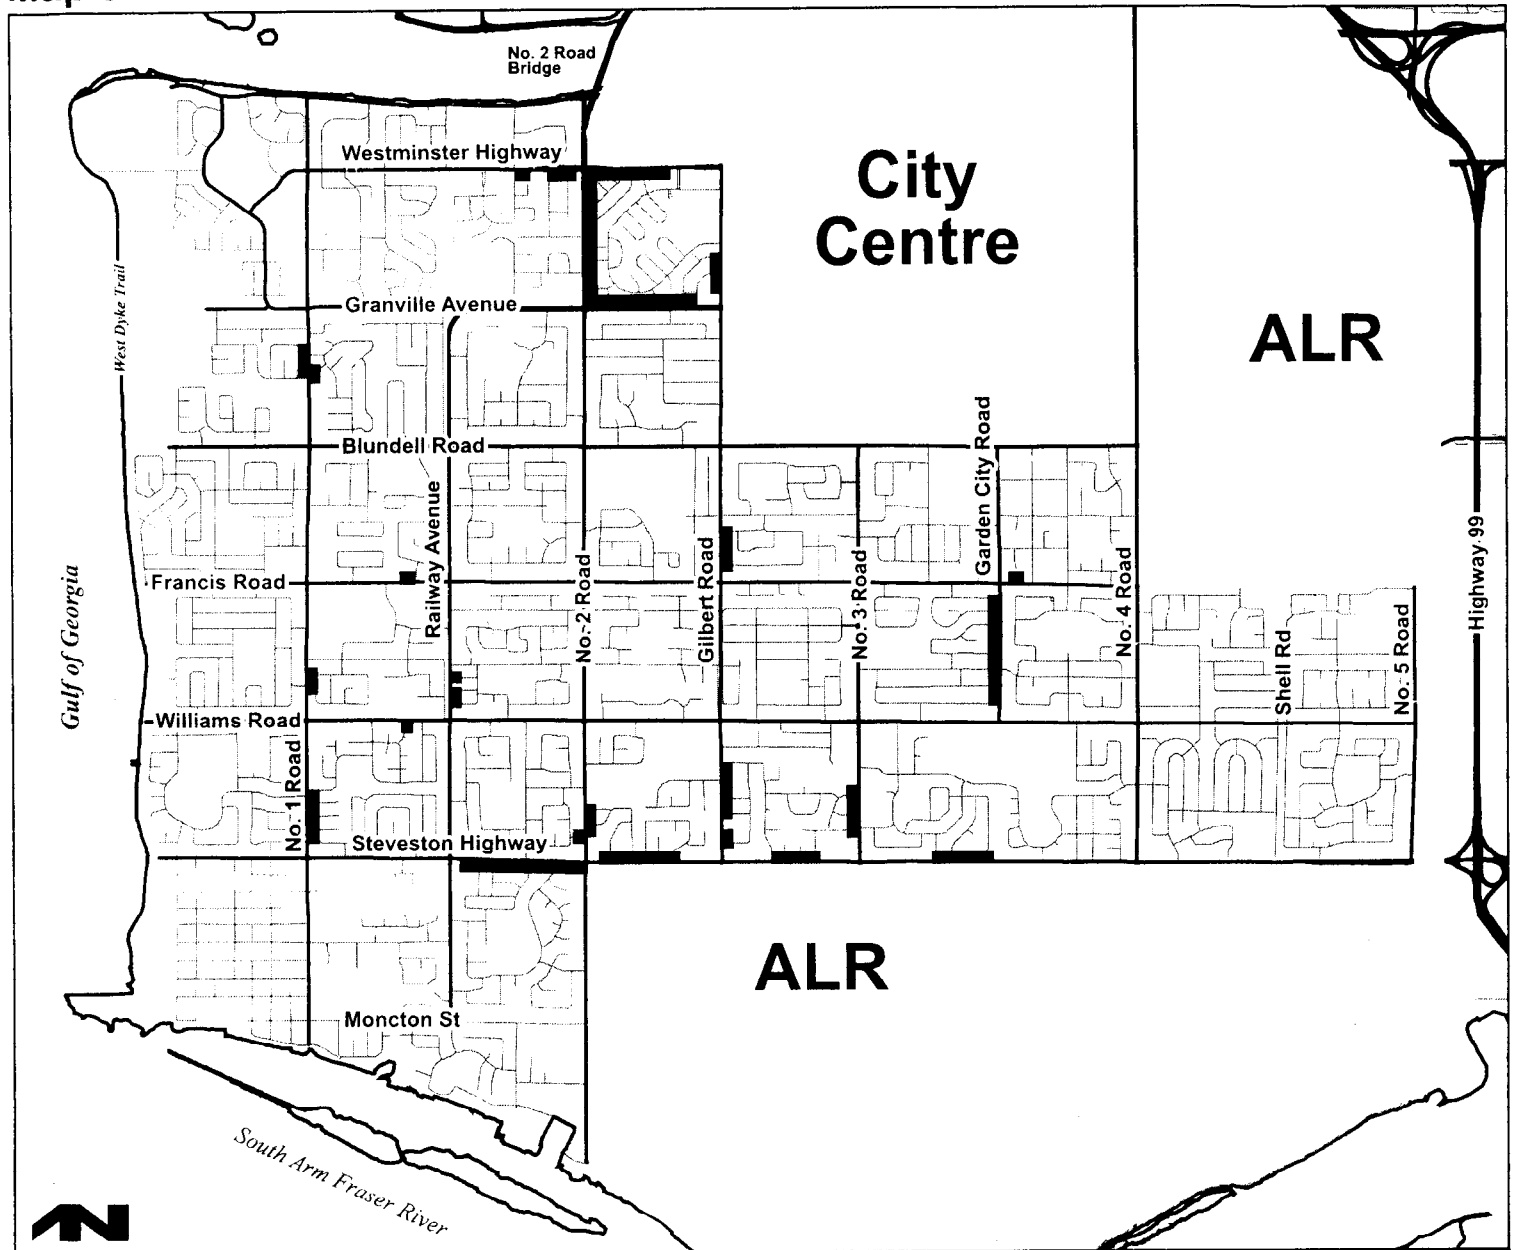 No. 2 Road
Bridge
Westminster Highway
City
Centre
West Dyke Trail
Granville Avenue
ALR
Blundell Road
Garden City Road
Railway Avenue
Highway 99
Francis Road
No. 2 Road
Gilbert Road
No. 3 Road
No. 4 Road
Gulf of Georgia
Shell Rd
No. 5 Road
Williams Road
No. 1 Road
Steveston Highway
ALR
Moncton St
South Arm Fraser River
N